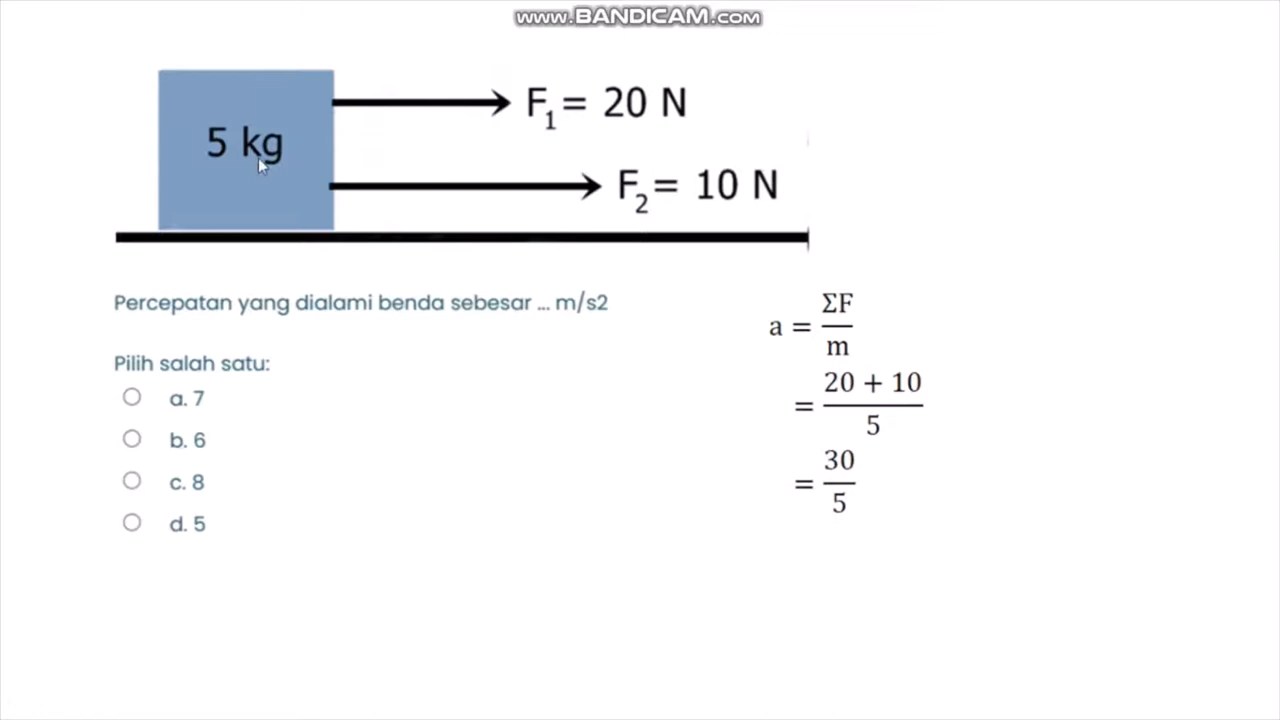 www.BANDICAM.com
5 kg
F₁= 20 N
F₂= 10 N
Percepatan yang dialami benda sebesar ... m/s2
Pilih salah satu:
a. 7
b. 6
c. 8
d. 5
a = ΣF/m
= 20 + 10/5
= 30/5